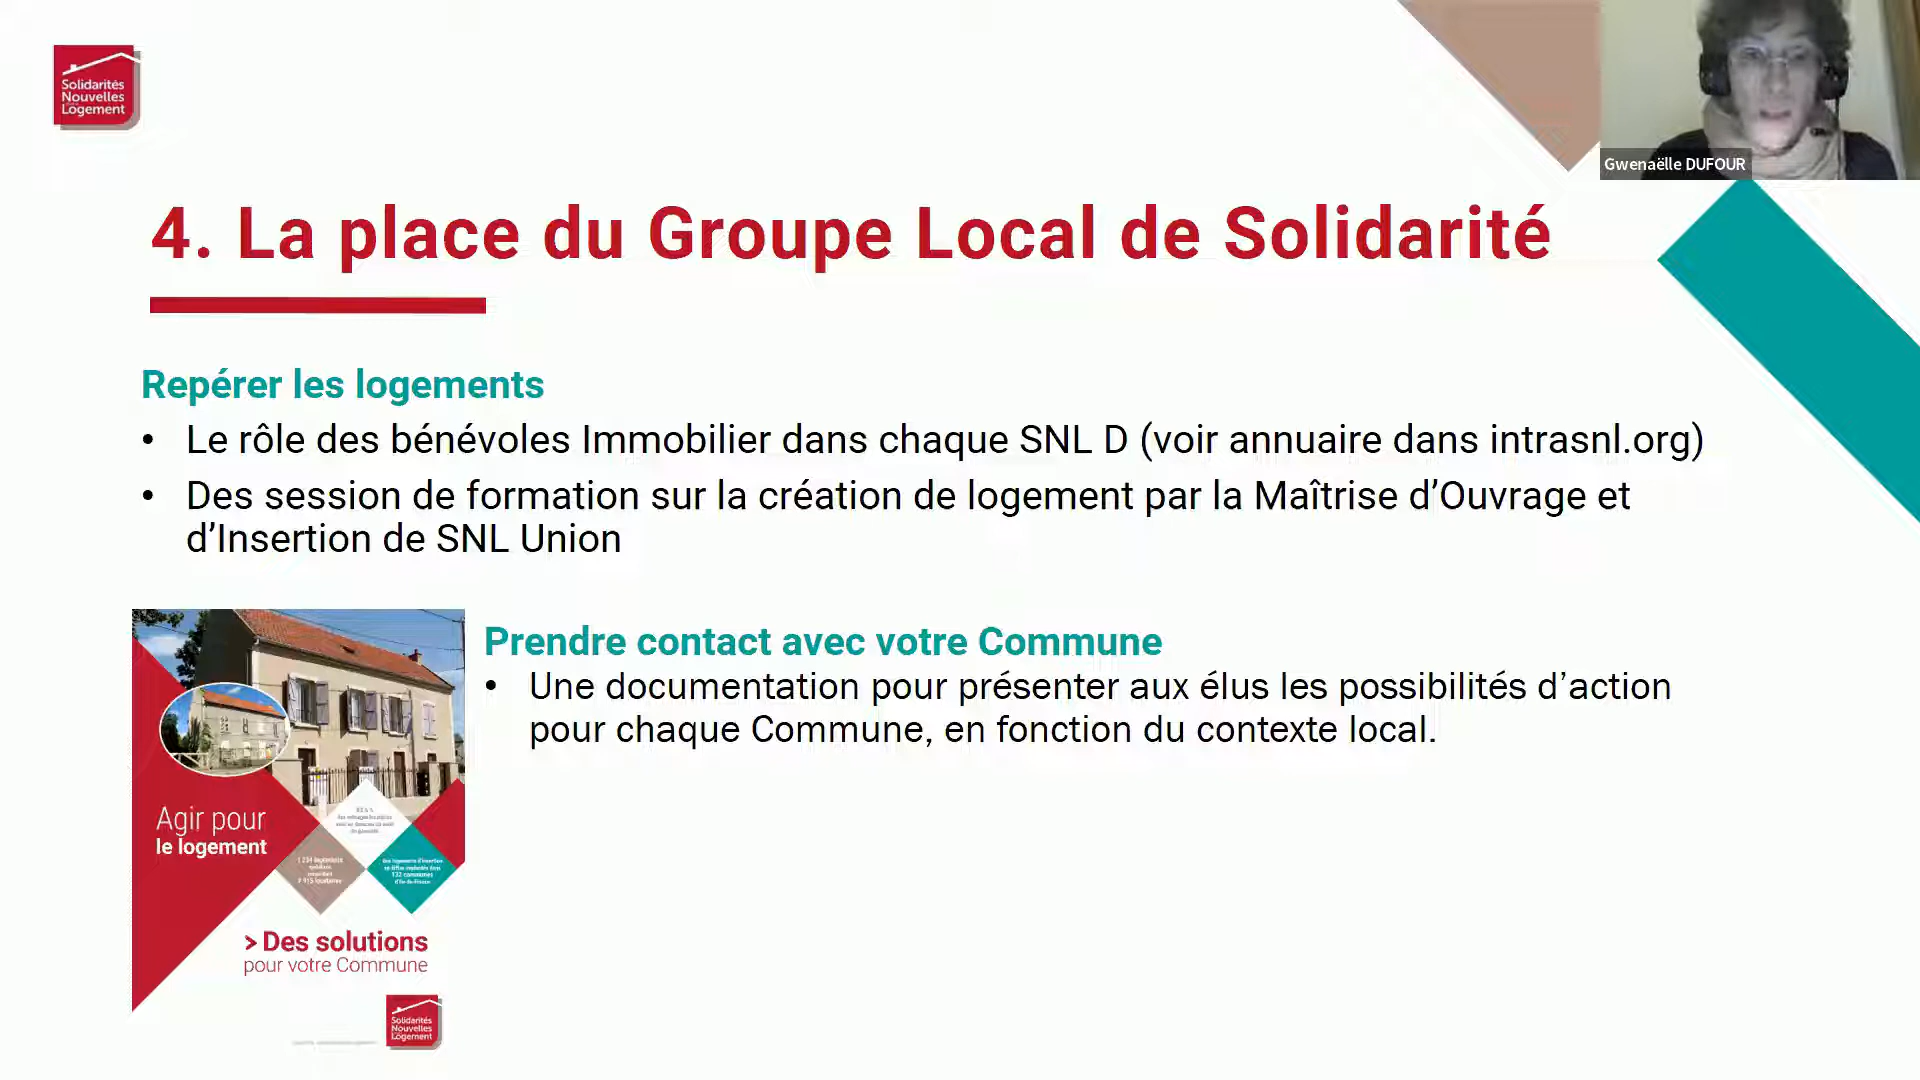 Solidarités
Nouvelles
Logement
Gwenaëlle DUFOUR
4. La place du Groupe Local de Solidarité
Repérer les logements
• Le rôle des bénévoles Immobilier dans chaque SNL D (voir annuaire dans intrasnl.org)
• Des session de formation sur la création de logement par la Maîtrise d’Ouvrage et
d’Insertion de SNL Union
Prendre contact avec votre Commune
• Une documentation pour présenter aux élus les possibilités d’action
pour chaque Commune, en fonction du contexte local.
Agir pour
le logement
> Des solutions
pour votre Commune
Solidarités
Nouvelles
Logement